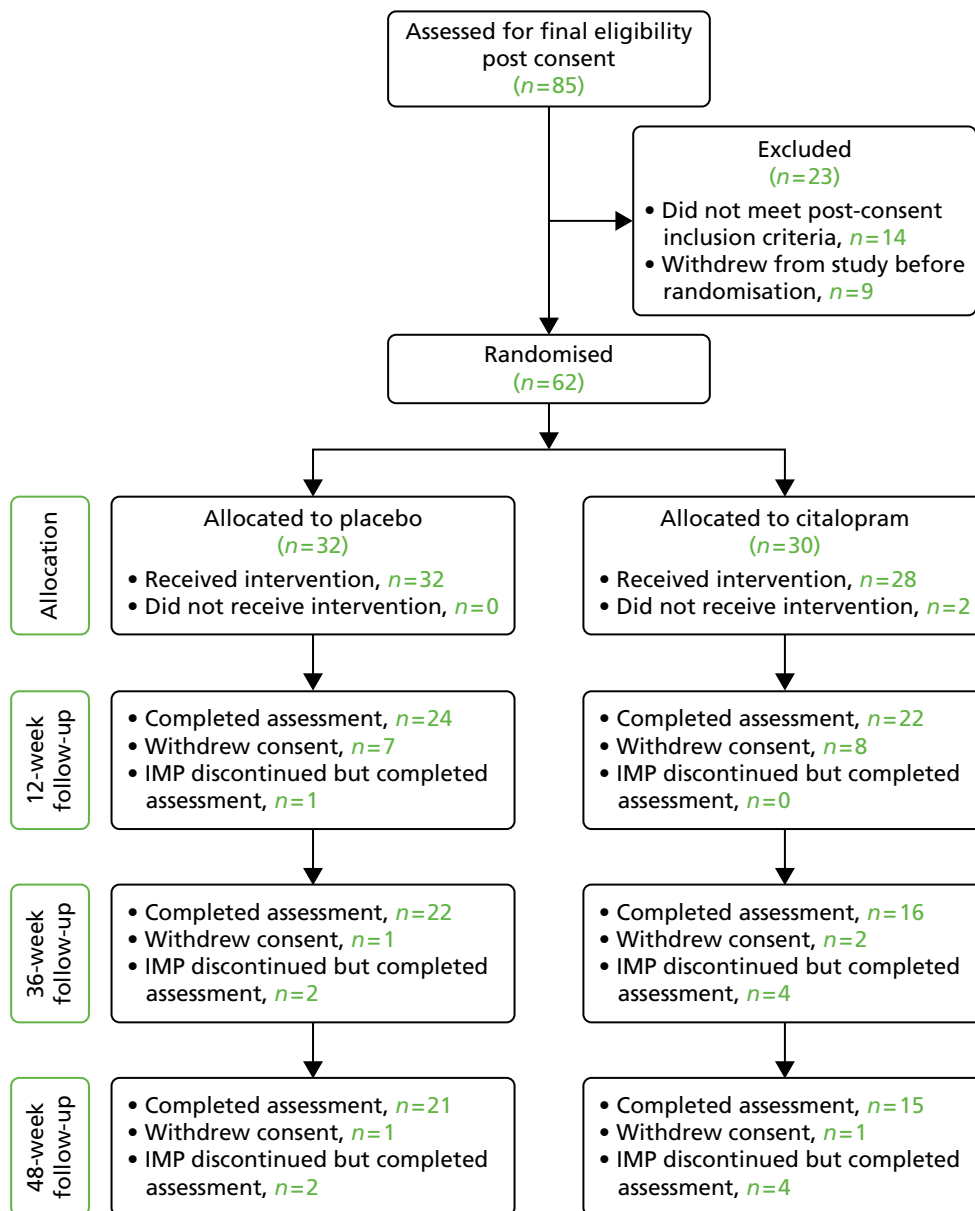 Assessed for final eligibility
post consent
(n=85)
Excluded
(n=23)
• Did not meet post-consent
inclusion criteria, n=14
• Withdrew from study before
randomisation, n=9
Randomised
(n=62)
Allocation
Allocated to placebo
(n=32)
• Received intervention, n=32
• Did not receive intervention, n=0
Allocated to citalopram
(n=30)
• Received intervention, n=28
• Did not receive intervention, n=2
12-week
follow-up
• Completed assessment, n=24
• Withdrew consent, n=7
• IMP discontinued but completed
assessment, n=1
• Completed assessment, n=22
• Withdrew consent, n=8
• IMP discontinued but completed
assessment, n=0
36-week
follow-up
• Completed assessment, n=22
• Withdrew consent, n=1
• IMP discontinued but completed
assessment, n=2
• Completed assessment, n=16
• Withdrew consent, n=2
• IMP discontinued but completed
assessment, n=4
48-week
follow-up
• Completed assessment, n=21
• Withdrew consent, n=1
• IMP discontinued but completed
assessment, n=2
• Completed assessment, n=15
• Withdrew consent, n=1
• IMP discontinued but completed
assessment, n=4